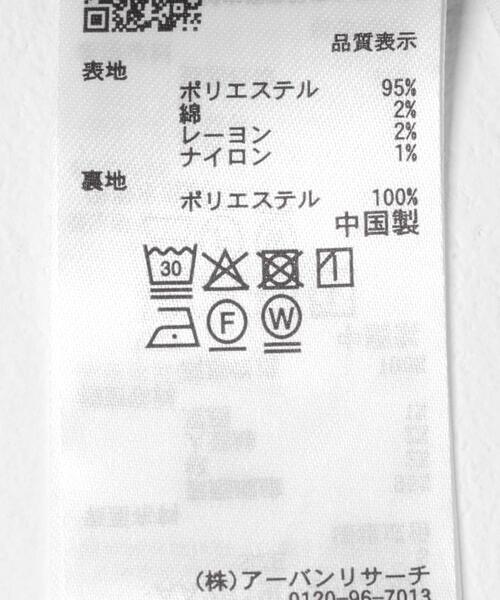 品質表示
表地
ポリエステル 95%
綿 2%
レーヨン 2%
ナイロン 1%
裏地
ポリエステル 100%
中国製
30
F W
(株)アーバンリサーチ
0120-96-7013